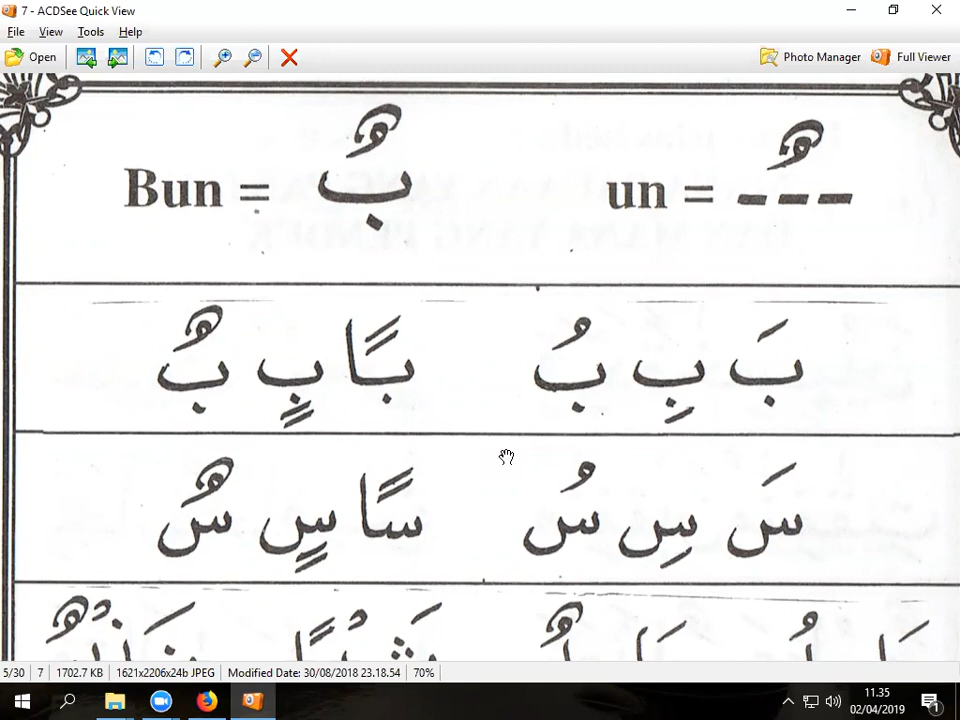 7 - ACDSee Quick View
File View Tools Help
Open Photo Manager Full Viewer
Bun = بٌ un = ---ٌ
بَ بِ بُ بًا بٍ بٌ
سَ سِ سُ سًا سٍ سٌ
5/30 7 1702.7 KB 1621x2206x24b JPEG Modified Date: 30/08/2018 23.18.54 70%
11.35
02/04/2019
1